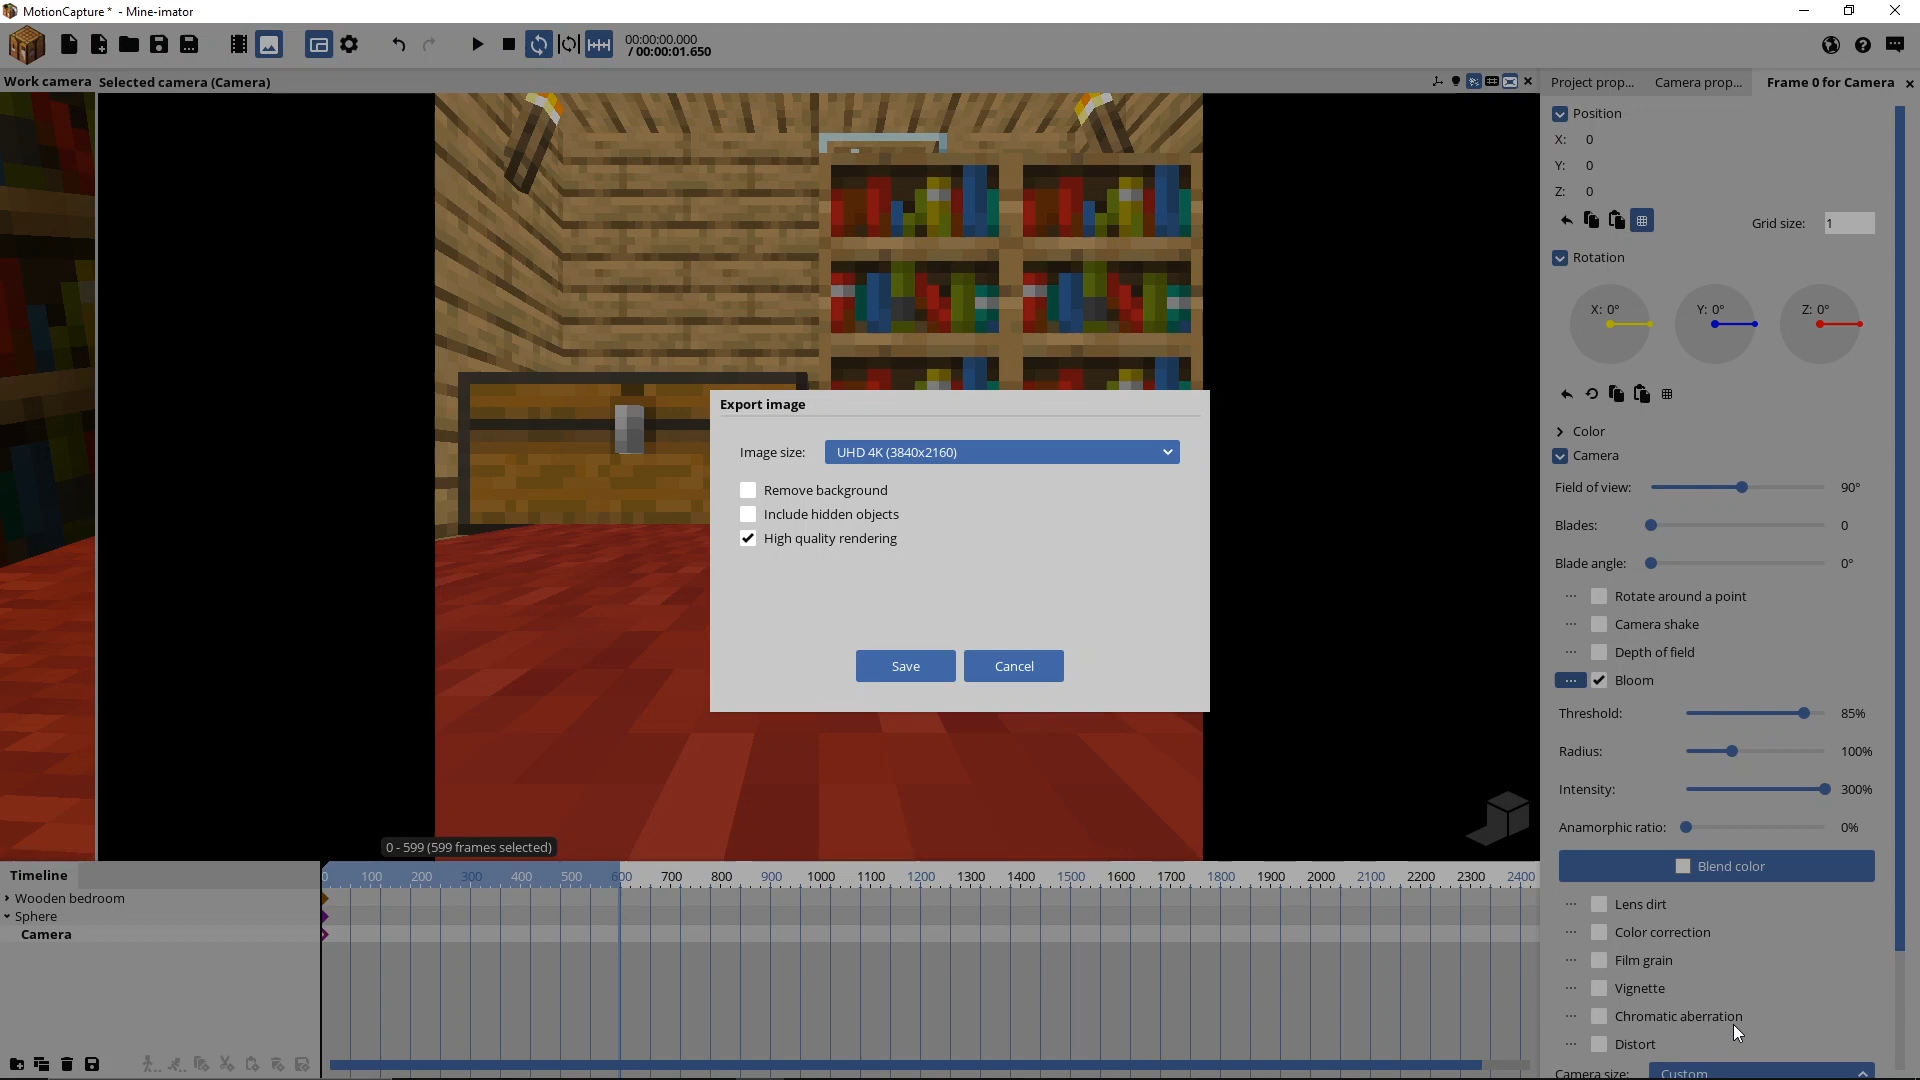 MotionCapture * - Mine-imator
00:00:00.000
/ 00:00:01.650
Work camera Selected camera (Camera)
Project prop... Camera prop... Frame 0 for Camera
Position
X: 0
Y: 0
Z: 0
Grid size: 1
Rotation
X: 0° Y: 0° Z: 0°
Color
Camera
Field of view: 90°
Blades: 0
Blade angle: 0°
Rotate around a point
Camera shake
Depth of field
Bloom
Threshold: 85%
Radius: 100%
Intensity: 300%
Anamorphic ratio: 0%
Blend color
Lens dirt
Color correction
Film grain
Vignette
Chromatic aberration
Distort
Camera size: Custom
Export image
Image size: UHD 4K (3840x2160)
Remove background
Include hidden objects
High quality rendering
Save Cancel
0 - 599 (599 frames selected)
Timeline
0 100 200 300 400 500 600 700 800 900 1000 1100 1200 1300 1400 1500 1600 1700 1800 1900 2000 2100 2200 2300 2400
Wooden bedroom
Sphere
Camera